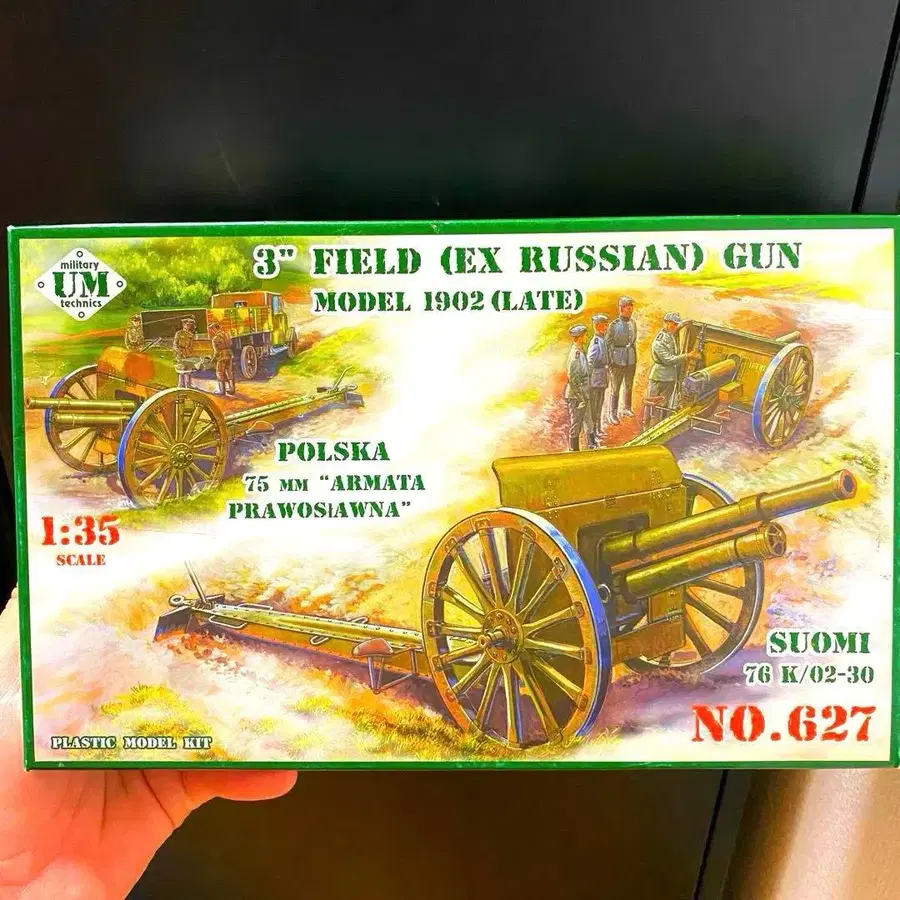 military
UM
technics
3" FIELD (EX RUSSIAN) GUN
MODEL 1902 (LATE)
POLSKA
75 MM "ARMATA
PRAWOSłAWNA"
1:35
SCALE
SUOMI
76 K/02-30
NO.627
PLASTIC MODEL KIT